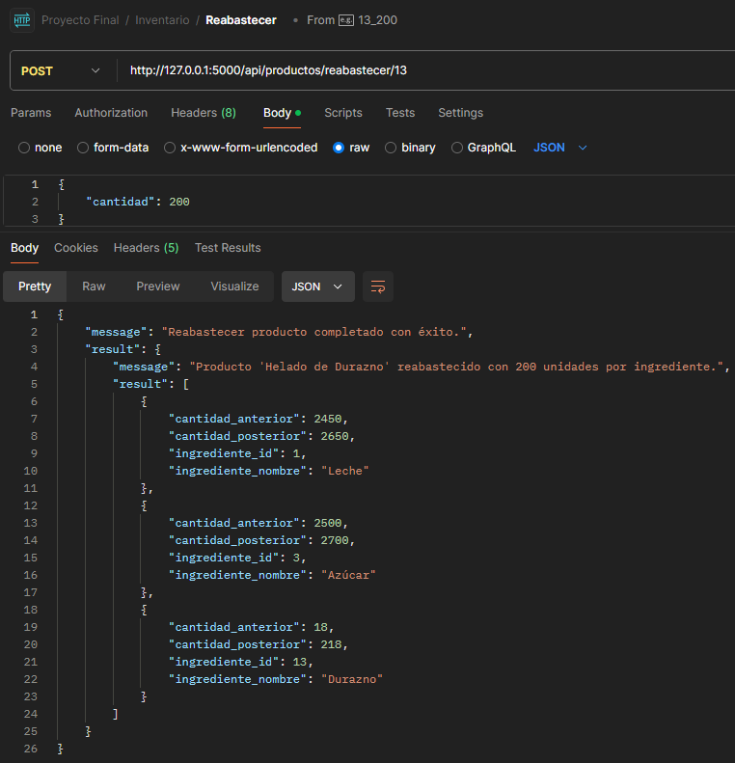 HTTP Proyecto Final / Inventario / Reabastecer • From e.g. 13_200
POST http://127.0.0.1:5000/api/productos/reabastecer/13
Params Authorization Headers (8) Body Scripts Tests Settings
none form-data x-www-form-urlencoded raw binary GraphQL JSON
1 {
2 "cantidad": 200
3 }
Body Cookies Headers (5) Test Results
Pretty Raw Preview Visualize JSON
1 {
2 "message": "Reabastecer producto completado con éxito.",
3 "result": {
4 "message": "Producto 'Helado de Durazno' reabastecido con 200 unidades por ingrediente.",
5 "result": [
6 {
7 "cantidad_anterior": 2450,
8 "cantidad_posterior": 2650,
9 "ingrediente_id": 1,
10 "ingrediente_nombre": "Leche"
11 },
12 {
13 "cantidad_anterior": 2500,
14 "cantidad_posterior": 2700,
15 "ingrediente_id": 3,
16 "ingrediente_nombre": "Azúcar"
17 },
18 {
19 "cantidad_anterior": 18,
20 "cantidad_posterior": 218,
21 "ingrediente_id": 13,
22 "ingrediente_nombre": "Durazno"
23 }
24 ]
25 }
26 }